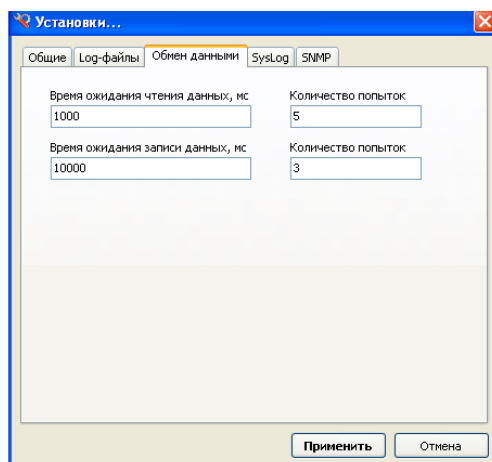 Установки...
Общие Log-файлы Обмен данными SysLog SNMP
Время ожидания чтения данных, мс Количество попыток
1000 5
Время ожидания записи данных, мс Количество попыток
10000 3
Применить Отмена